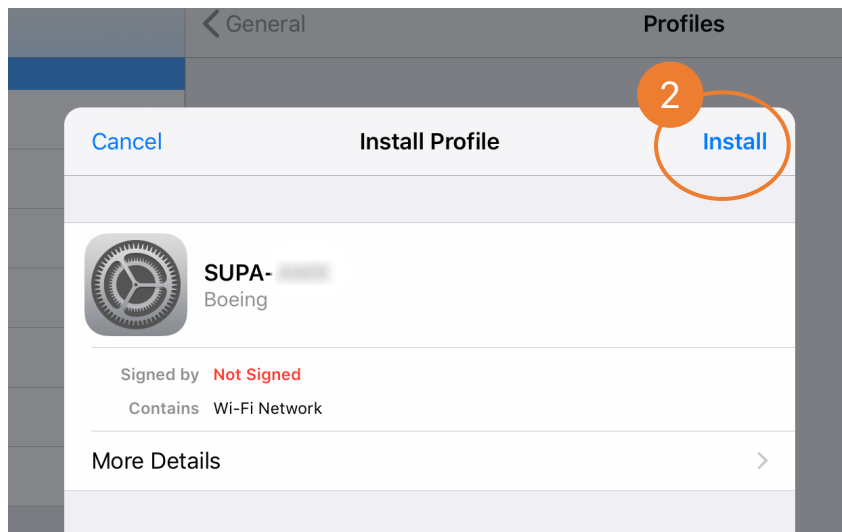 General
Profiles
2
Cancel
Install Profile
Install
SUPA-
Boeing
Signed by Not Signed
Contains Wi-Fi Network
More Details